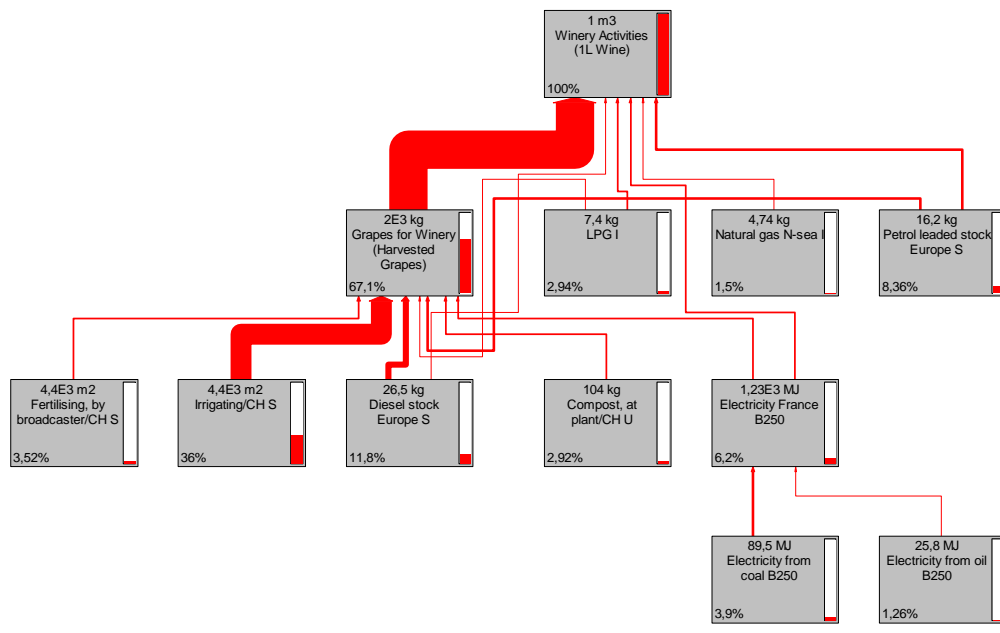 1 m3
Winery Activities
(1L Wine)
100%
2E3 kg
Grapes for Winery
(Harvested
Grapes)
67,1%
7,4 kg
LPG I
2,94%
4,74 kg
Natural gas N-sea I
1,5%
16,2 kg
Petrol leaded stock
Europe S
8,36%
4,4E3 m2
Fertilising, by
broadcaster/CH S
3,52%
4,4E3 m2
Irrigating/CH S
36%
26,5 kg
Diesel stock
Europe S
11,8%
104 kg
Compost, at
plant/CH U
2,92%
1,23E3 MJ
Electricity France
B250
6,2%
89,5 MJ
Electricity from
coal B250
3,9%
25,8 MJ
Electricity from oil
B250
1,26%